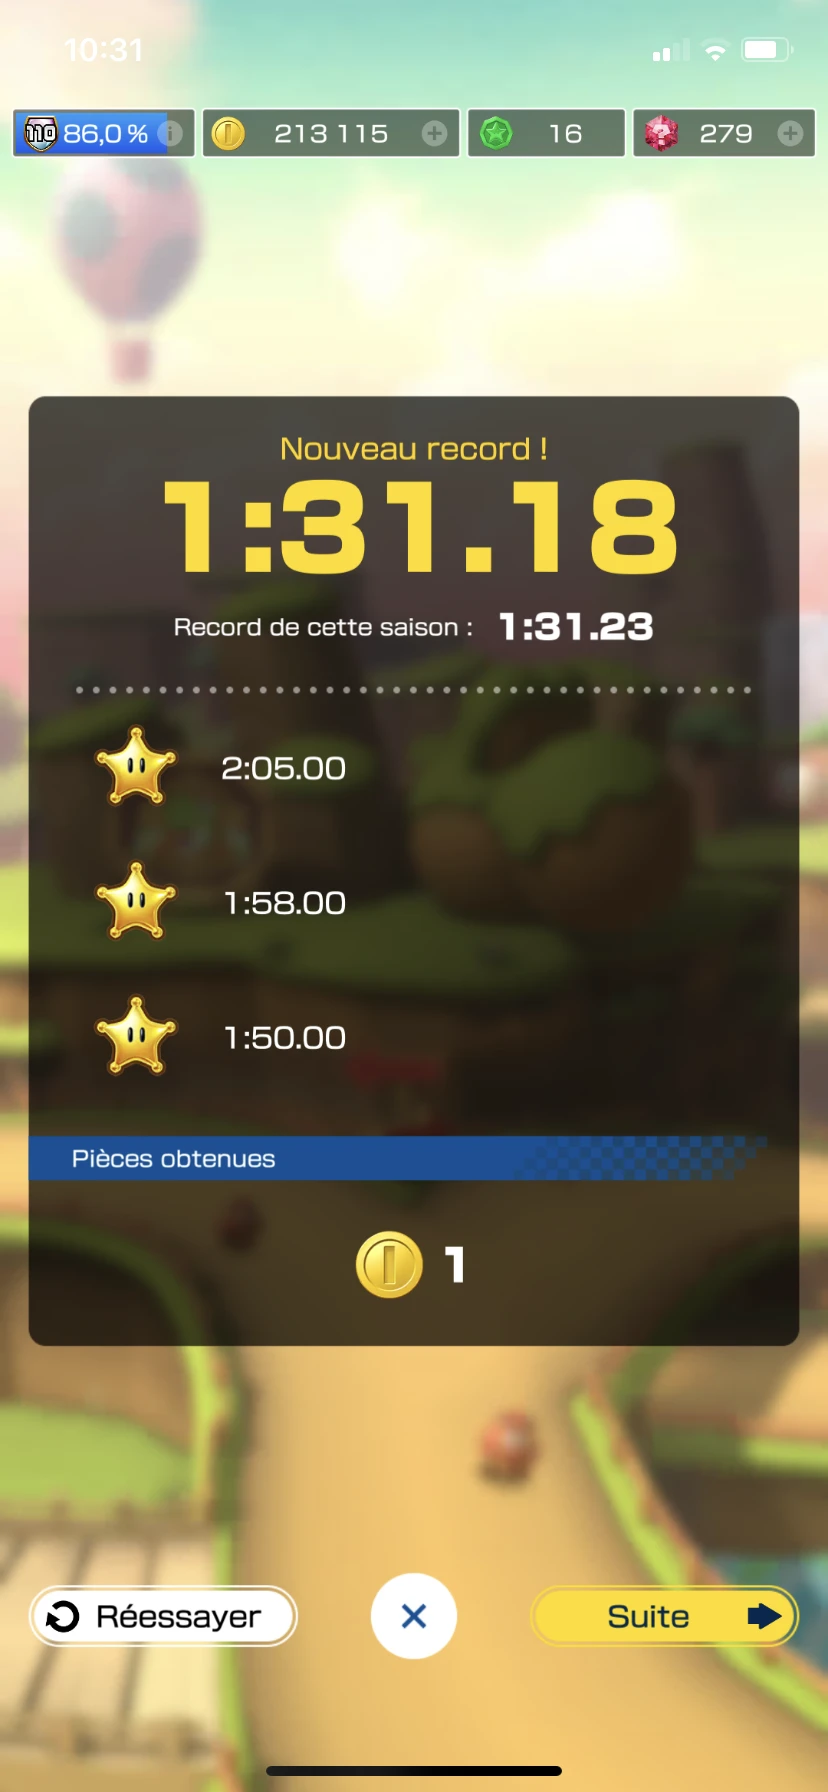 10:31
110 86,0 % i 213 115 + 16 279 +
Nouveau record !
1:31.18
Record de cette saison : 1:31.23
2:05.00
1:58.00
1:50.00
Pièces obtenues
1
Réessayer × Suite